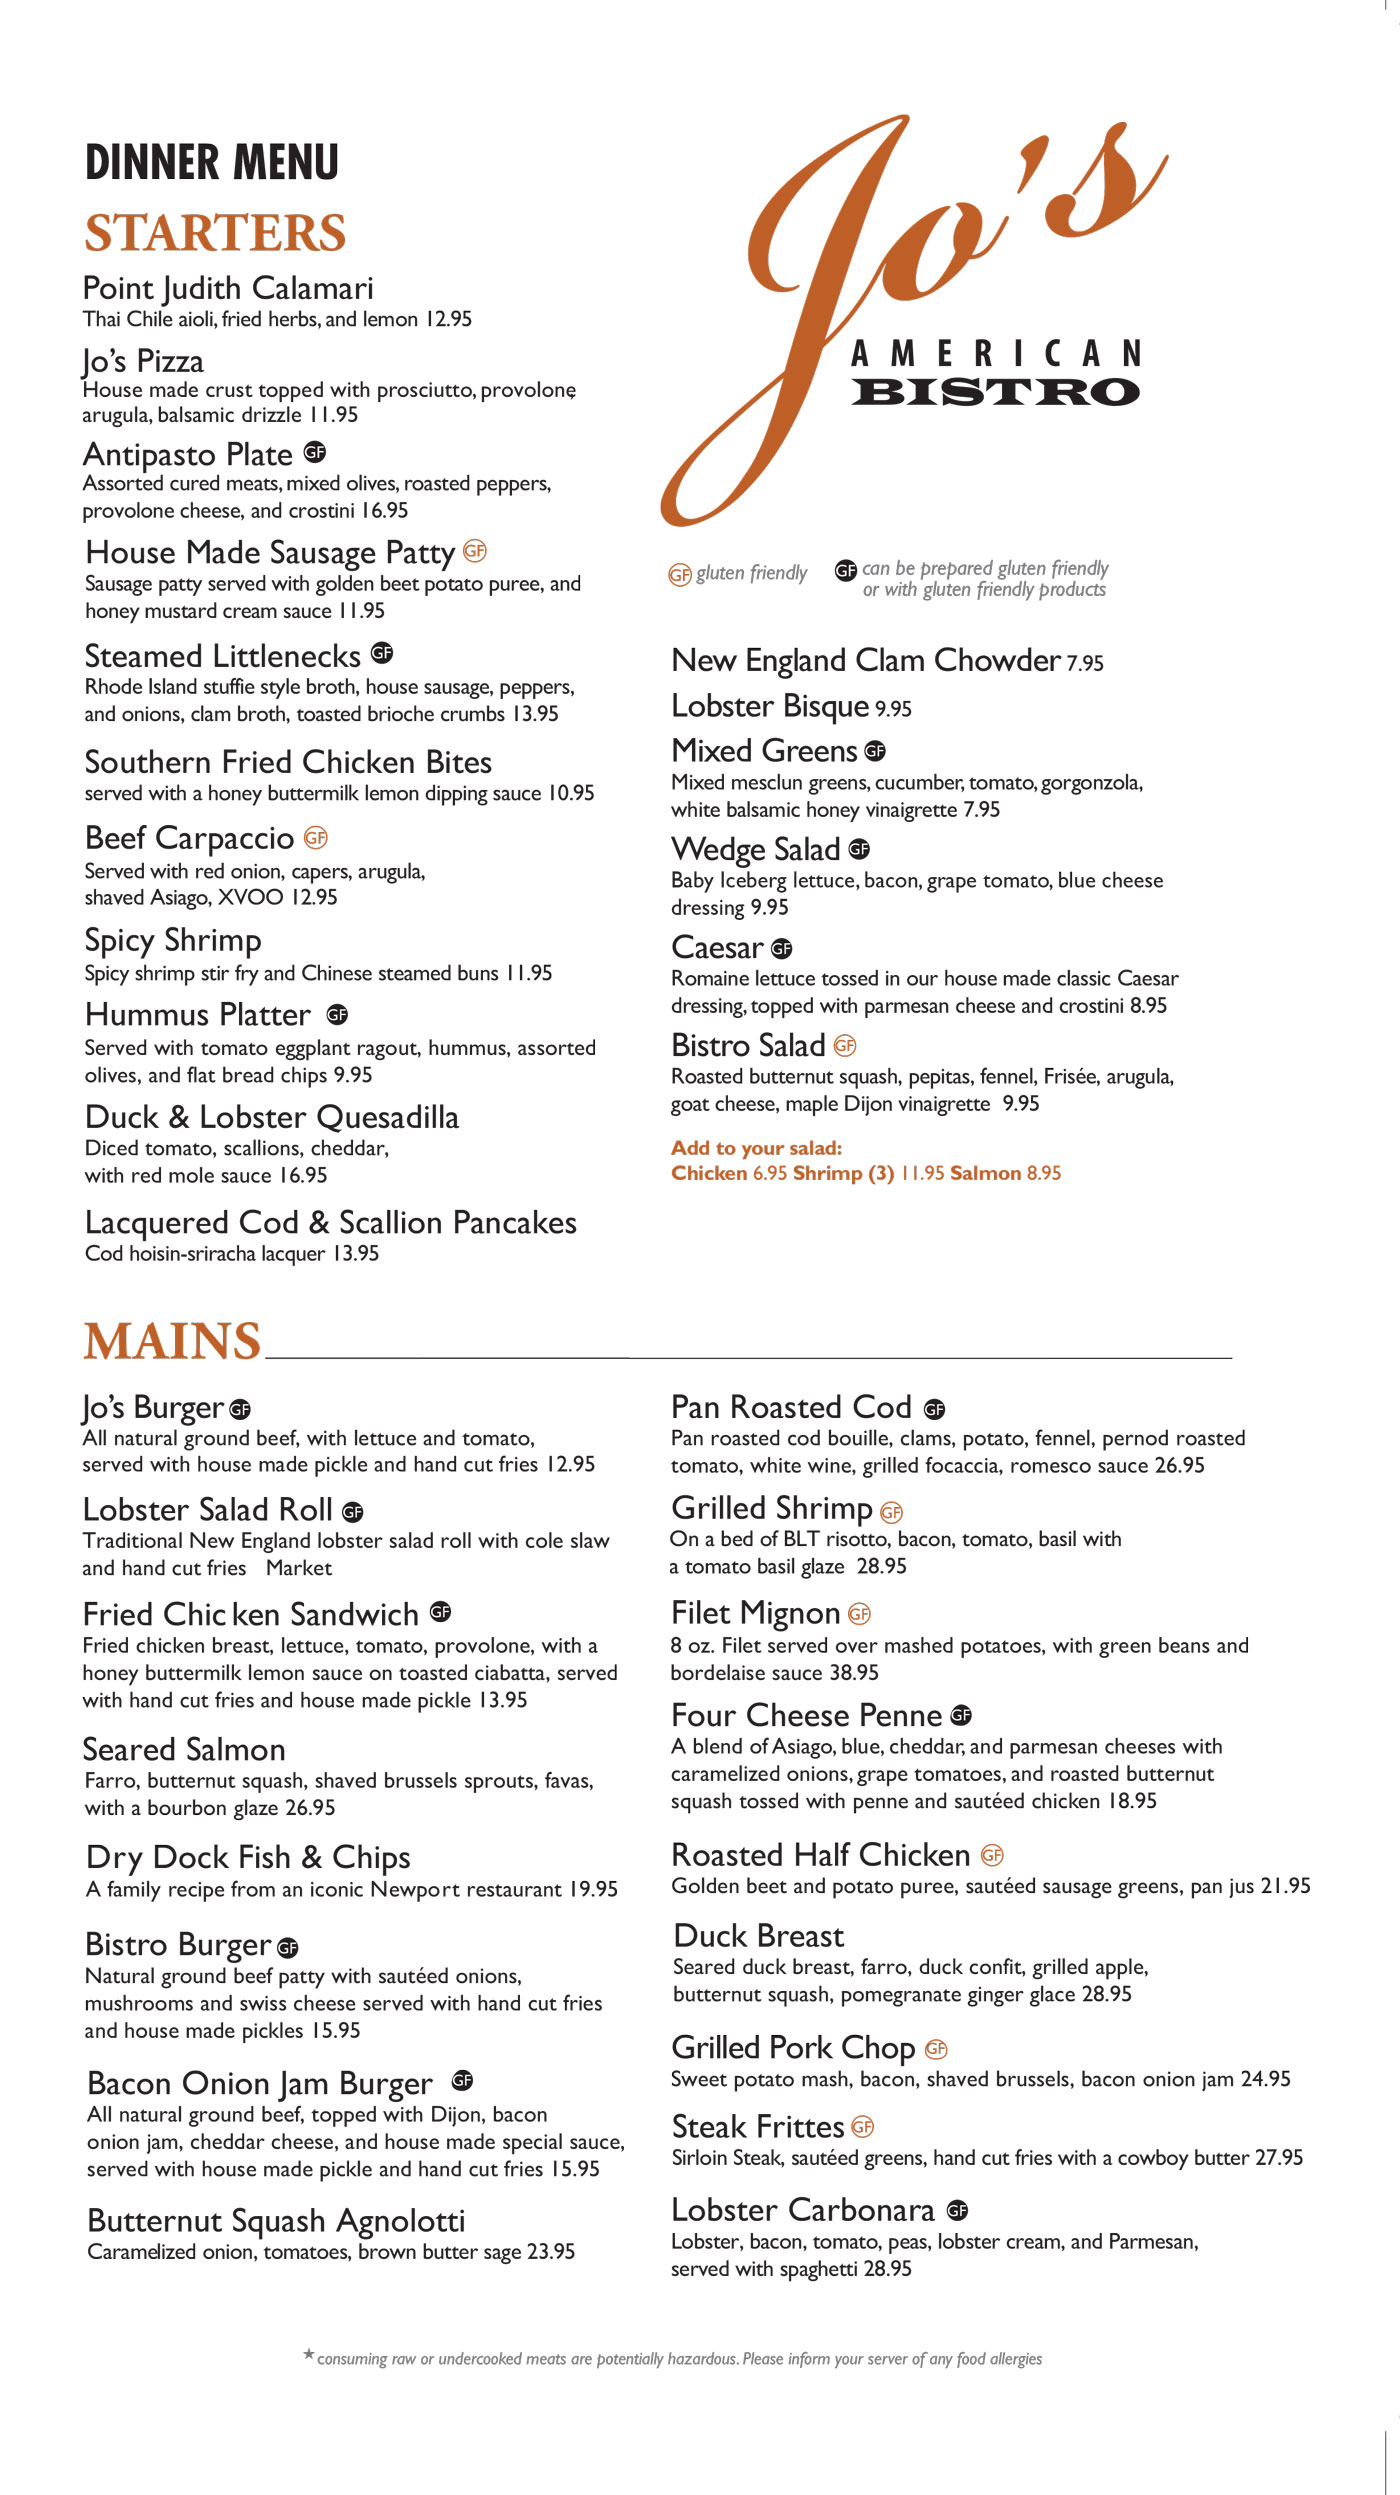 DINNER MENU
STARTERS
Point Judith Calamari
Thai Chile aioli, fried herbs, and lemon 12.95
Jo's Pizza
House made crust topped with prosciutto, provolone,
arugula, balsamic drizzle 11.95
Antipasto Plate GF
Assorted cured meats, mixed olives, roasted peppers,
provolone cheese, and crostini 16.95
House Made Sausage Patty GF
Sausage patty served with golden beet potato puree, and
honey mustard cream sauce 11.95
Steamed Littlenecks GF
Rhode Island stuffie style broth, house sausage, peppers,
and onions, clam broth, toasted brioche crumbs 13.95
Southern Fried Chicken Bites
served with a honey buttermilk lemon dipping sauce 10.95
Beef Carpaccio GF
Served with red onion, capers, arugula,
shaved Asiago, XVOO 12.95
Spicy Shrimp
Spicy shrimp stir fry and Chinese steamed buns 11.95
Hummus Platter GF
Served with tomato eggplant ragout, hummus, assorted
olives, and flat bread chips 9.95
Duck & Lobster Quesadilla
Diced tomato, scallions, cheddar,
with red mole sauce 16.95
Lacquered Cod & Scallion Pancakes
Cod hoisin-sriracha lacquer 13.95
Jo's
AMERICAN
BISTRO
GF gluten friendly
GF can be prepared gluten friendly
or with gluten friendly products
New England Clam Chowder 7.95
Lobster Bisque 9.95
Mixed Greens GF
Mixed mesclun greens, cucumber, tomato, gorgonzola,
white balsamic honey vinaigrette 7.95
Wedge Salad GF
Baby Iceberg lettuce, bacon, grape tomato, blue cheese
dressing 9.95
Caesar GF
Romaine lettuce tossed in our house made classic Caesar
dressing, topped with parmesan cheese and crostini 8.95
Bistro Salad GF
Roasted butternut squash, pepitas, fennel, Frisée, arugula,
goat cheese, maple Dijon vinaigrette 9.95
Add to your salad:
Chicken 6.95 Shrimp (3) 11.95 Salmon 8.95
MAINS
Jo's Burger GF
All natural ground beef, with lettuce and tomato,
served with house made pickle and hand cut fries 12.95
Lobster Salad Roll GF
Traditional New England lobster salad roll with cole slaw
and hand cut fries Market
Fried Chicken Sandwich GF
Fried chicken breast, lettuce, tomato, provolone, with a
honey buttermilk lemon sauce on toasted ciabatta, served
with hand cut fries and house made pickle 13.95
Seared Salmon
Farro, butternut squash, shaved brussels sprouts, favas,
with a bourbon glaze 26.95
Dry Dock Fish & Chips
A family recipe from an iconic Newport restaurant 19.95
Bistro Burger GF
Natural ground beef patty with sautéed onions,
mushrooms and swiss cheese served with hand cut fries
and house made pickles 15.95
Bacon Onion Jam Burger GF
All natural ground beef, topped with Dijon, bacon
onion jam, cheddar cheese, and house made special sauce,
served with house made pickle and hand cut fries 15.95
Butternut Squash Agnolotti
Caramelized onion, tomatoes, brown butter sage 23.95
Pan Roasted Cod GF
Pan roasted cod bouille, clams, potato, fennel, pernod roasted
tomato, white wine, grilled focaccia, romesco sauce 26.95
Grilled Shrimp GF
On a bed of BLT risotto, bacon, tomato, basil with
a tomato basil glaze 28.95
Filet Mignon GF
8 oz. Filet served over mashed potatoes, with green beans and
bordelaise sauce 38.95
Four Cheese Penne GF
A blend of Asiago, blue, cheddar, and parmesan cheeses with
caramelized onions, grape tomatoes, and roasted butternut
squash tossed with penne and sautéed chicken 18.95
Roasted Half Chicken GF
Golden beet and potato puree, sautéed sausage greens, pan jus 21.95
Duck Breast
Seared duck breast, farro, duck confit, grilled apple,
butternut squash, pomegranate ginger glace 28.95
Grilled Pork Chop GF
Sweet potato mash, bacon, shaved brussels, bacon onion jam 24.95
Steak Frittes GF
Sirloin Steak, sautéed greens, hand cut fries with a cowboy butter 27.95
Lobster Carbonara GF
Lobster, bacon, tomato, peas, lobster cream, and Parmesan,
served with spaghetti 28.95
★consuming raw or undercooked meats are potentially hazardous. Please inform your server of any food allergies